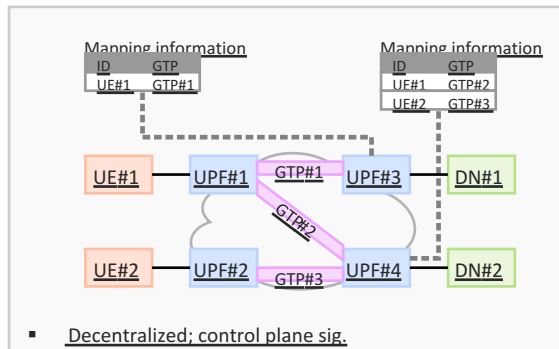 Mapping information
ID GTP
UE#1 GTP#1
Mapping information
ID GTP
UE#1 GTP#2
UE#2 GTP#3
UE#1 UPF#1 GTP#1 UPF#3 DN#1
GTP#2
UE#2 UPF#2 GTP#3 UPF#4 DN#2
▪ Decentralized; control plane sig.